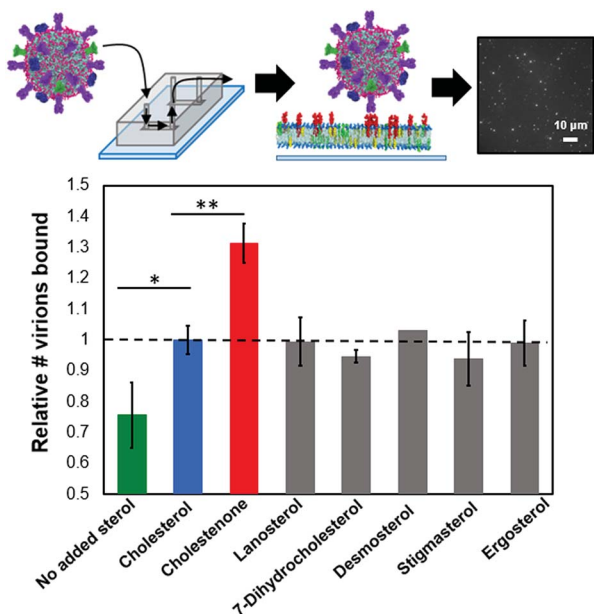 10 μm
1.5
1.4
1.3
1.2
1.1
1
0.9
0.8
0.7
0.6
0.5
Relative # virions bound
*
**
No added sterol
Cholesterol
Cholestenone
Lanosterol
7-Dihydrocholesterol
Desmosterol
Stigmasterol
Ergosterol